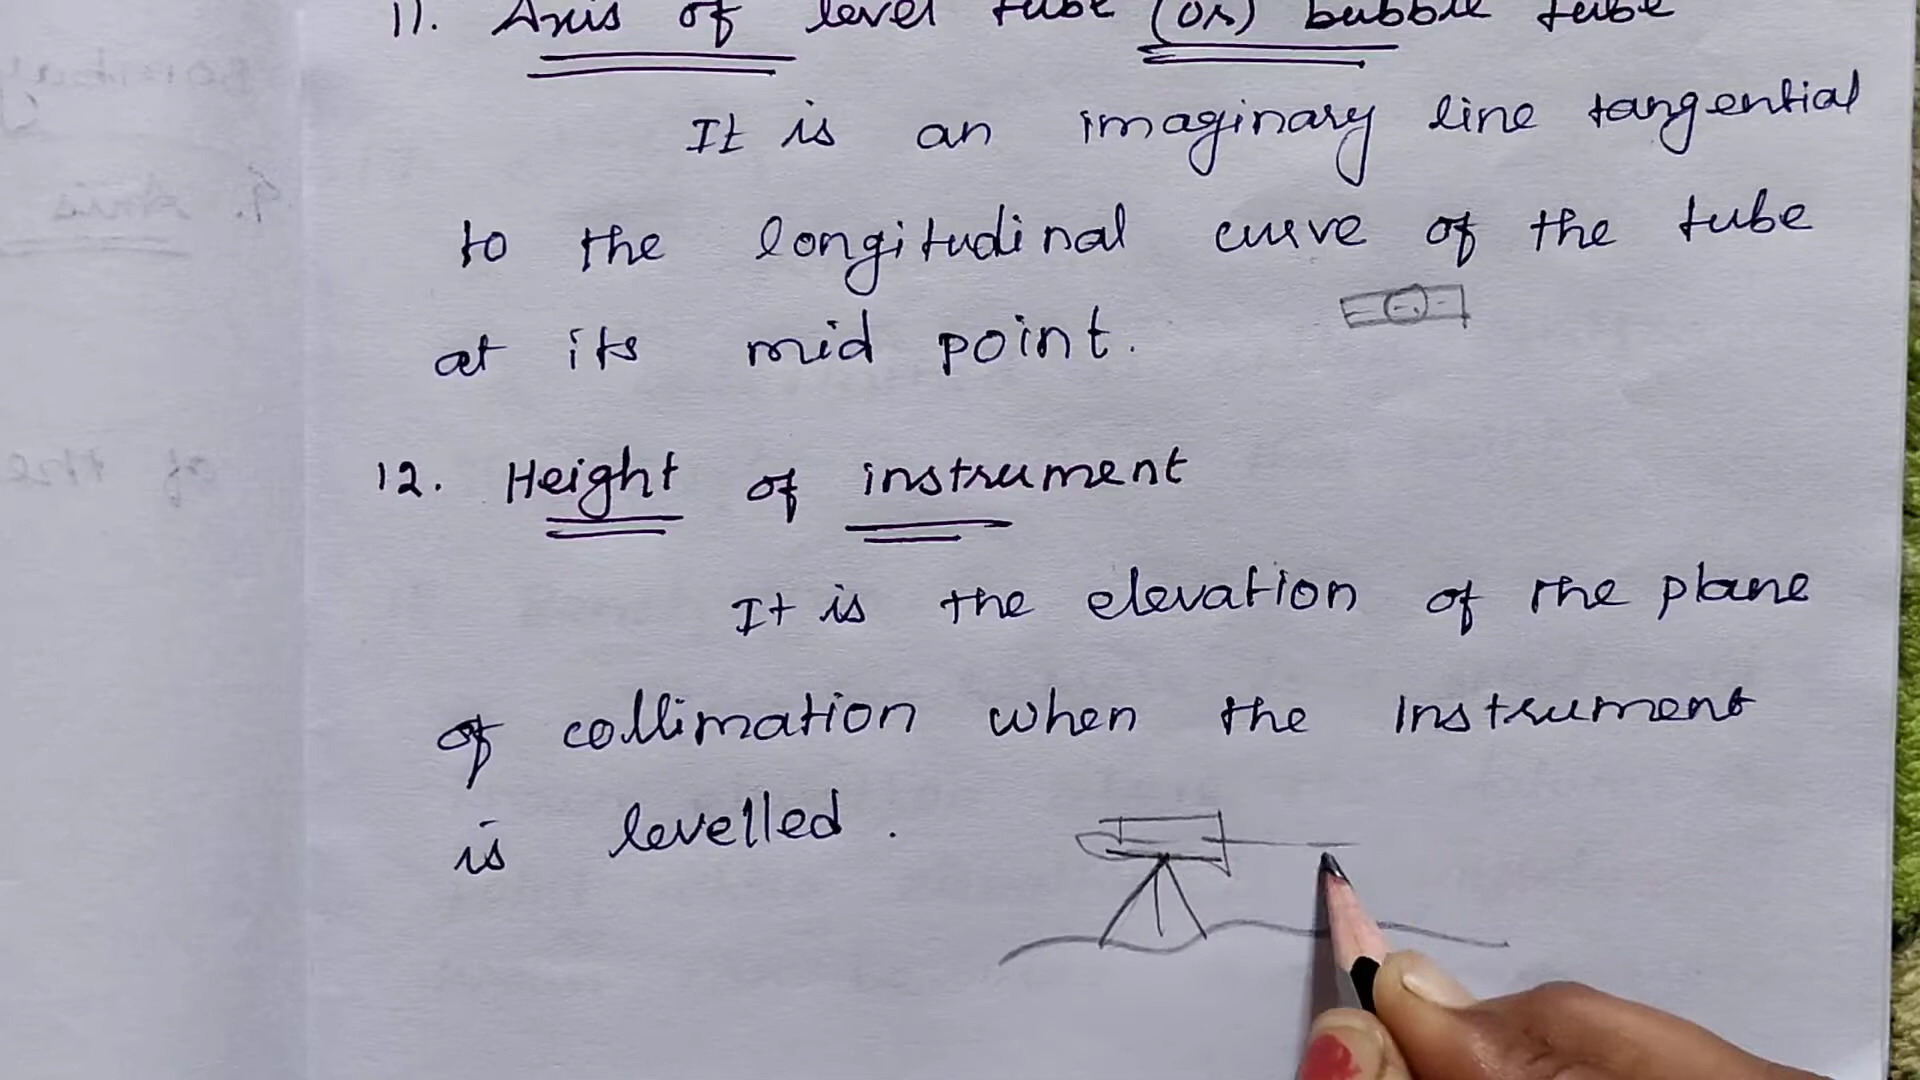 11. Axis of level tube (or) bubble tube
It is an imaginary line tangential
to the longitudinal curve of the tube
at its mid point.
12. Height of instrument
It is the elevation of the plane
of collimation when the instrument
is levelled.